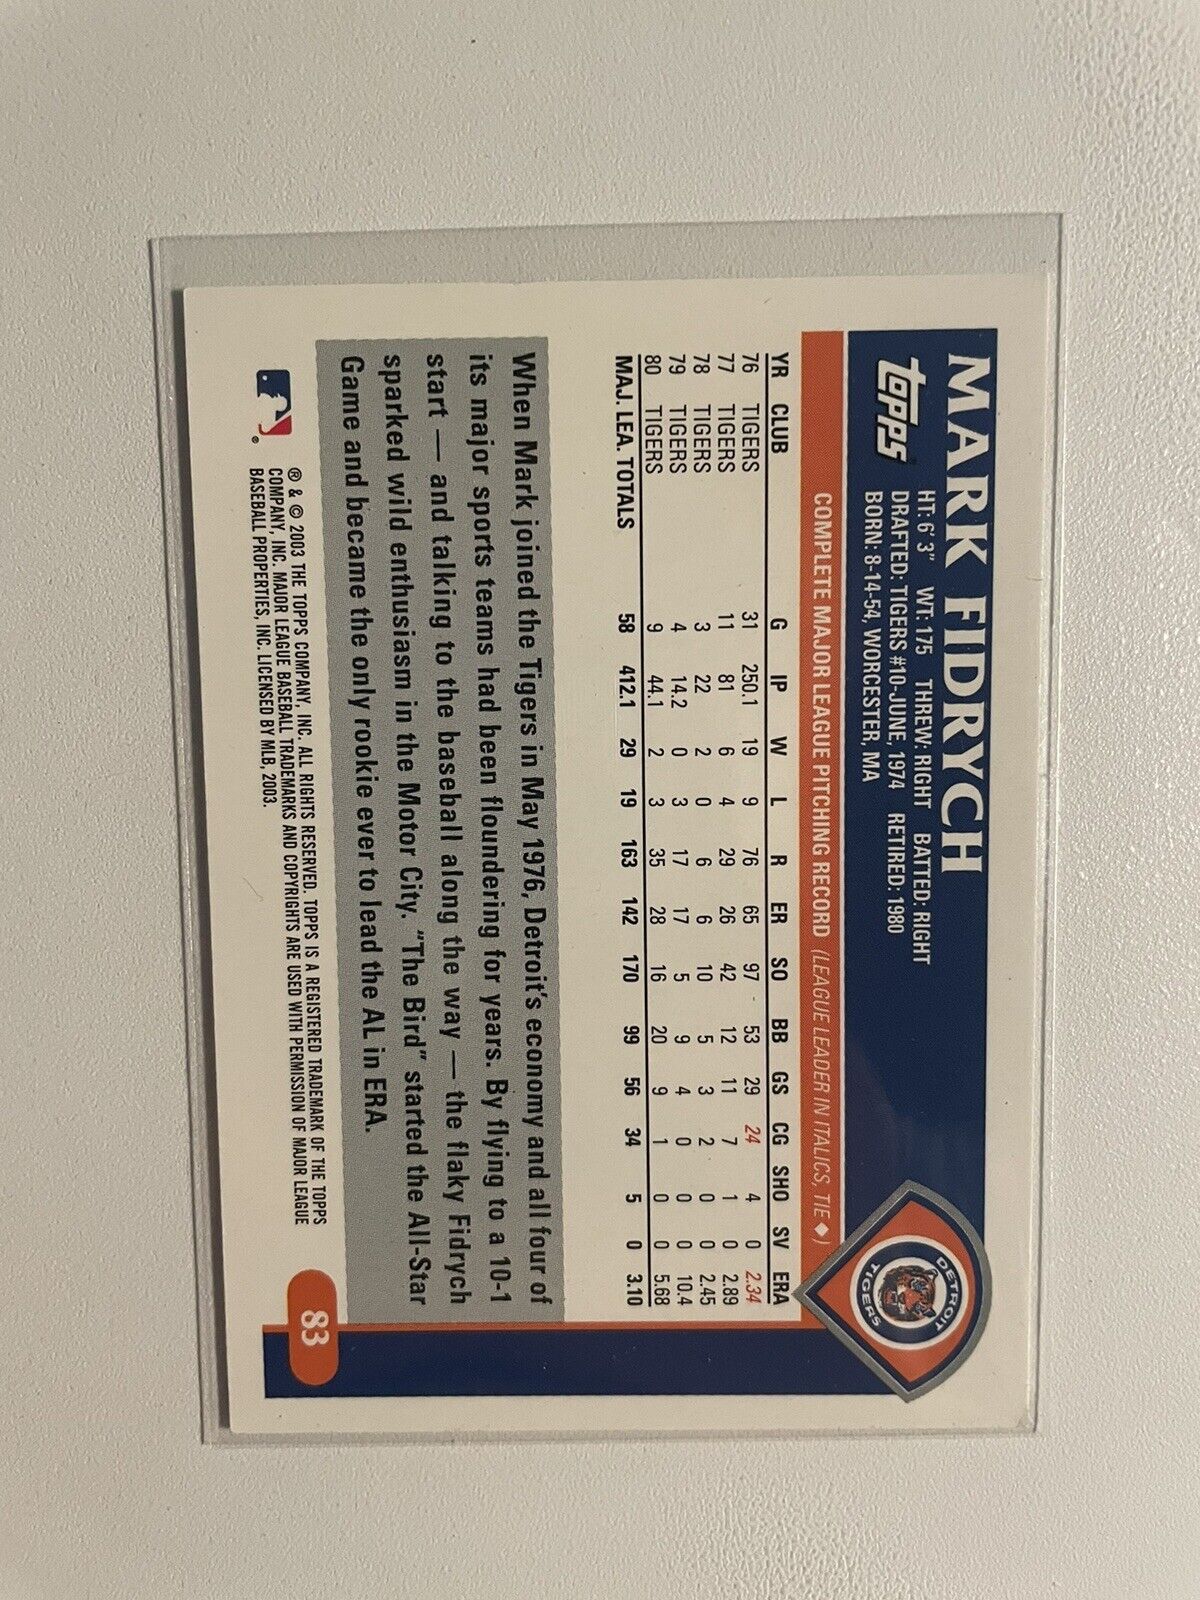 MARK FIDRYCH
topps
HT: 6' 3" WT: 175 THREW: RIGHT BATTED: RIGHT
DRAFTED: TIGERS #10-JUNE, 1974 RETIRED: 1980
BORN: 8-14-54, WORCESTER, MA
DETROIT
TIGERS
COMPLETE MAJOR LEAGUE PITCHING RECORD (LEAGUE LEADER IN ITALICS, TIE ♦)
YR CLUB G IP W L R ER SO BB GS CG SHO SV ERA
76 TIGERS 31 250.1 19 9 76 65 97 53 29 24 4 0 2.34
77 TIGERS 11 81 6 4 29 26 42 12 11 7 1 0 2.89
78 TIGERS 3 22 2 0 6 6 10 5 3 2 0 0 2.45
79 TIGERS 4 14.2 0 3 17 17 5 9 4 0 0 0 10.4
80 TIGERS 9 44.1 2 3 35 28 16 20 9 1 0 0 5.68
MAJ. LEA. TOTALS 58 412.1 29 19 163 142 170 99 56 34 5 0 3.10
When Mark joined the Tigers in May 1976, Detroit's economy and all four of
its major sports teams had been floundering for years. By flying to a 10-1
start — and talking to the baseball along the way — the flaky Fidrych
sparked wild enthusiasm in the Motor City. "The Bird" started the All-Star
Game and became the only rookie ever to lead the AL in ERA.
® & © 2003 THE TOPPS COMPANY, INC. ALL RIGHTS RESERVED. TOPPS IS A REGISTERED TRADEMARK OF THE TOPPS
COMPANY, INC. MAJOR LEAGUE BASEBALL TRADEMARKS AND COPYRIGHTS ARE USED WITH PERMISSION OF MAJOR LEAGUE
BASEBALL PROPERTIES, INC. LICENSED BY MLB, 2003.
83